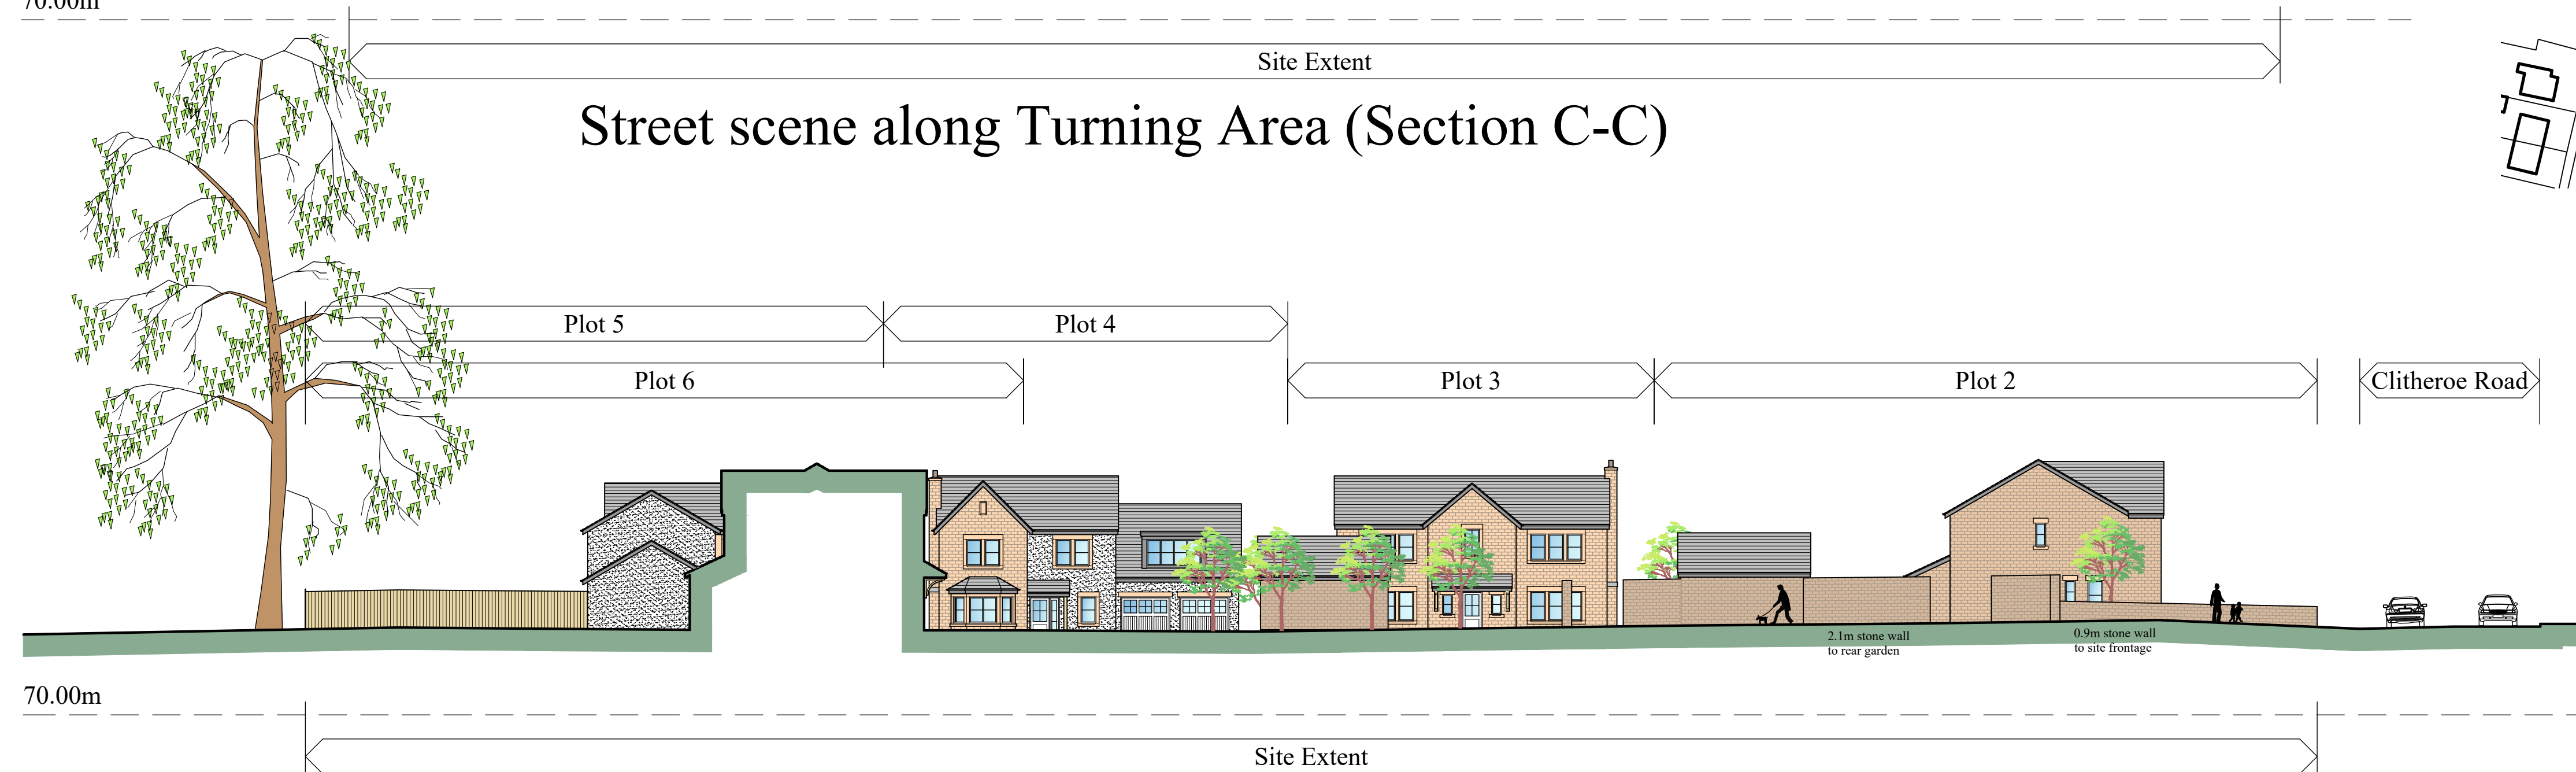 70.00m
Site Extent
Street scene along Turning Area (Section C-C)
Plot 5
Plot 4
Plot 6
Plot 3
Plot 2
Clitheroe Road
2.1m stone wall
to rear garden
0.9m stone wall
to site frontage
70.00m
Site Extent